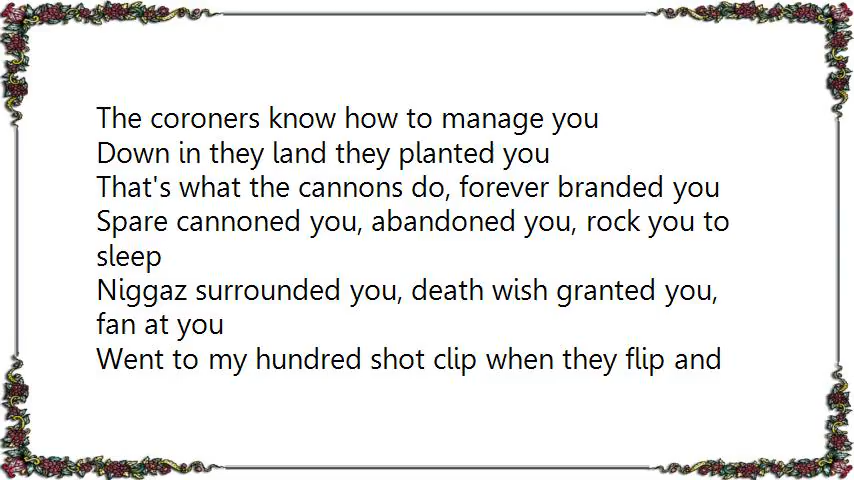 The coroners know how to manage you
Down in they land they planted you
That's what the cannons do, forever branded you
Spare cannoned you, abandoned you, rock you to
sleep
Niggaz surrounded you, death wish granted you,
fan at you
Went to my hundred shot clip when they flip and